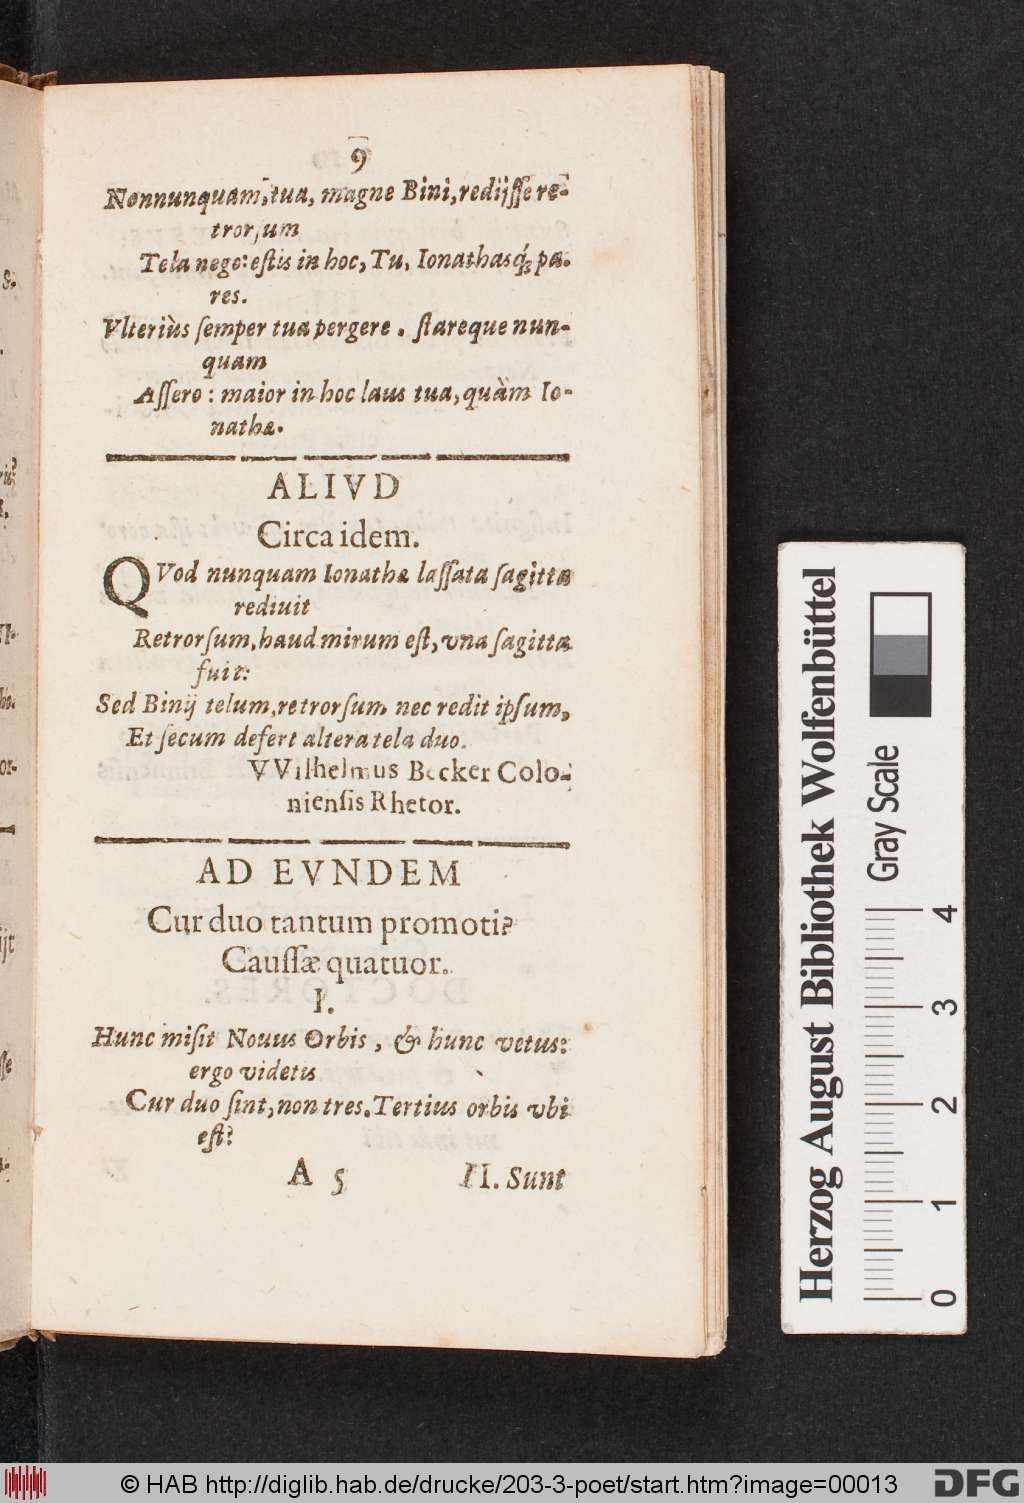 9
Nonnunquam, tua, magne Bini, redijſſe re-
trorſum
Tela nego: eſtis in hoc, Tu, Ionathasq́; pa-
res.
Vlteriùs ſemper tua pergere, ſtareque nun-
quam
Aſſero: maior in hoc laus tua, quàm Io-
nathæ.
ALIVD
Circa idem.
QVod nunquam Ionathæ laſſata ſagitta
rediuit
Retrorſum, haud mirum eſt, vna ſagitta
fuit:
Sed Binij telum, retrorſum nec redit ipſum,
Et ſecum defert altera tela duo.
VVilhelmus Becker Colo-
nienſis Rhetor.
AD EVNDEM
Cur duo tantum promoti?
Cauſſæ quatuor.
I.
Hunc miſit Nouus Orbis, & hunc vetus:
ergo videtis
Cur duo ſint, non tres. Tertius orbis vbi
eſt?
A 5 II. Sunt
Herzog August Bibliothek Wolfenbüttel
Gray Scale
0 1 2 3 4
© HAB http://diglib.hab.de/drucke/203-3-poet/start.htm?image=00013
DFG